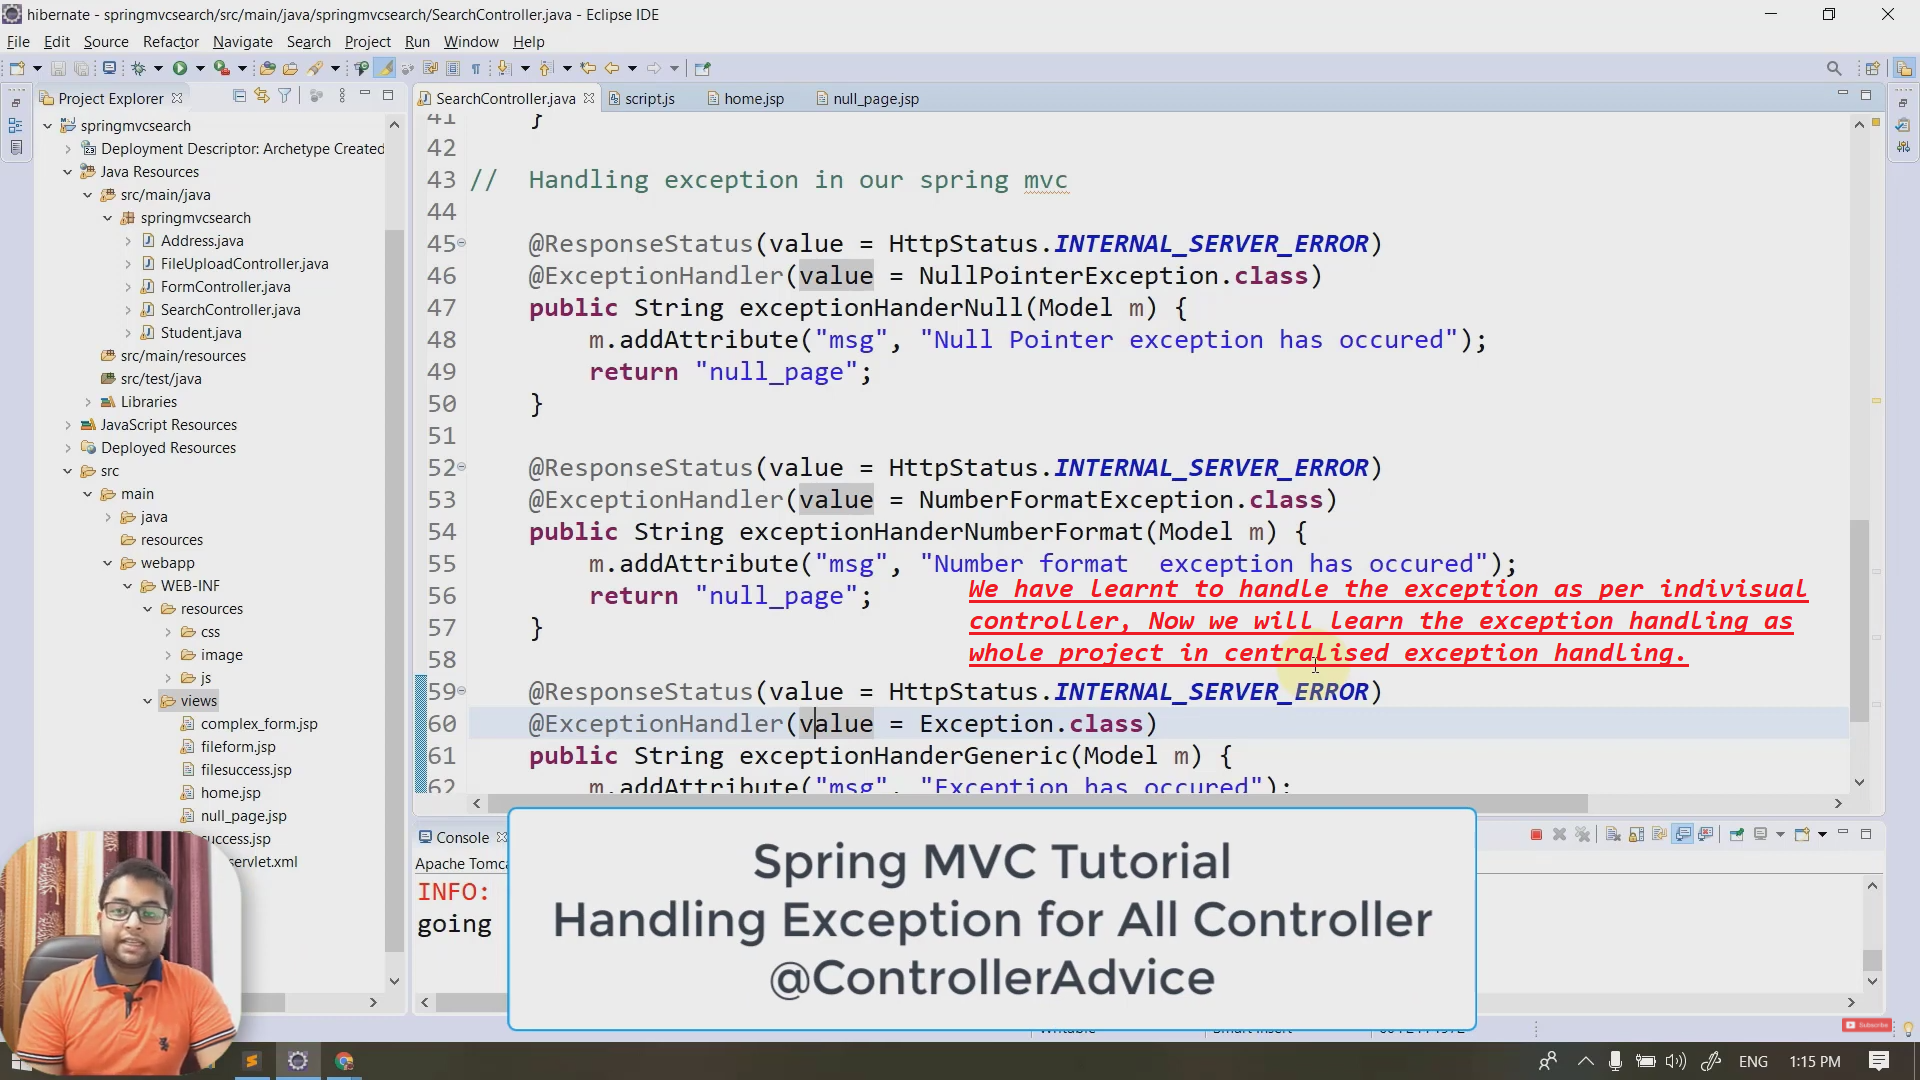 hibernate - springmvcsearch/src/main/java/springmvcsearch/SearchController.java - Eclipse IDE
File Edit Source Refactor Navigate Search Project Run Window Help
Project Explorer
springmvcsearch
Deployment Descriptor: Archetype Created
Java Resources
src/main/java
springmvcsearch
Address.java
FileUploadController.java
FormController.java
SearchController.java
Student.java
src/main/resources
src/test/java
Libraries
JavaScript Resources
Deployed Resources
src
main
java
resources
webapp
WEB-INF
resources
css
image
js
views
complex_form.jsp
fileform.jsp
filesuccess.jsp
home.jsp
null_page.jsp
success.jsp
servlet.xml
SearchController.java script.js home.jsp null_page.jsp
41 }
42
43 // Handling exception in our spring mvc
44
45 @ResponseStatus(value = HttpStatus.INTERNAL_SERVER_ERROR)
46 @ExceptionHandler(value = NullPointerException.class)
47 public String exceptionHanderNull(Model m) {
48 m.addAttribute("msg", "Null Pointer exception has occured");
49 return "null_page";
50 }
51
52 @ResponseStatus(value = HttpStatus.INTERNAL_SERVER_ERROR)
53 @ExceptionHandler(value = NumberFormatException.class)
54 public String exceptionHanderNumberFormat(Model m) {
55 m.addAttribute("msg", "Number format  exception has occured");
56 return "null_page";
57 }
58
We have learnt to handle the exception as per indivisual
controller, Now we will learn the exception handling as
whole project in centralised exception handling.
59 @ResponseStatus(value = HttpStatus.INTERNAL_SERVER_ERROR)
60 @ExceptionHandler(value = Exception.class)
61 public String exceptionHanderGeneric(Model m) {
62 m.addAttribute("msg", "Exception has occured");
Console
Apache Tomc
INFO:
going
Spring MVC Tutorial
Handling Exception for All Controller
@ControllerAdvice
Subscribe
ENG 1:15 PM